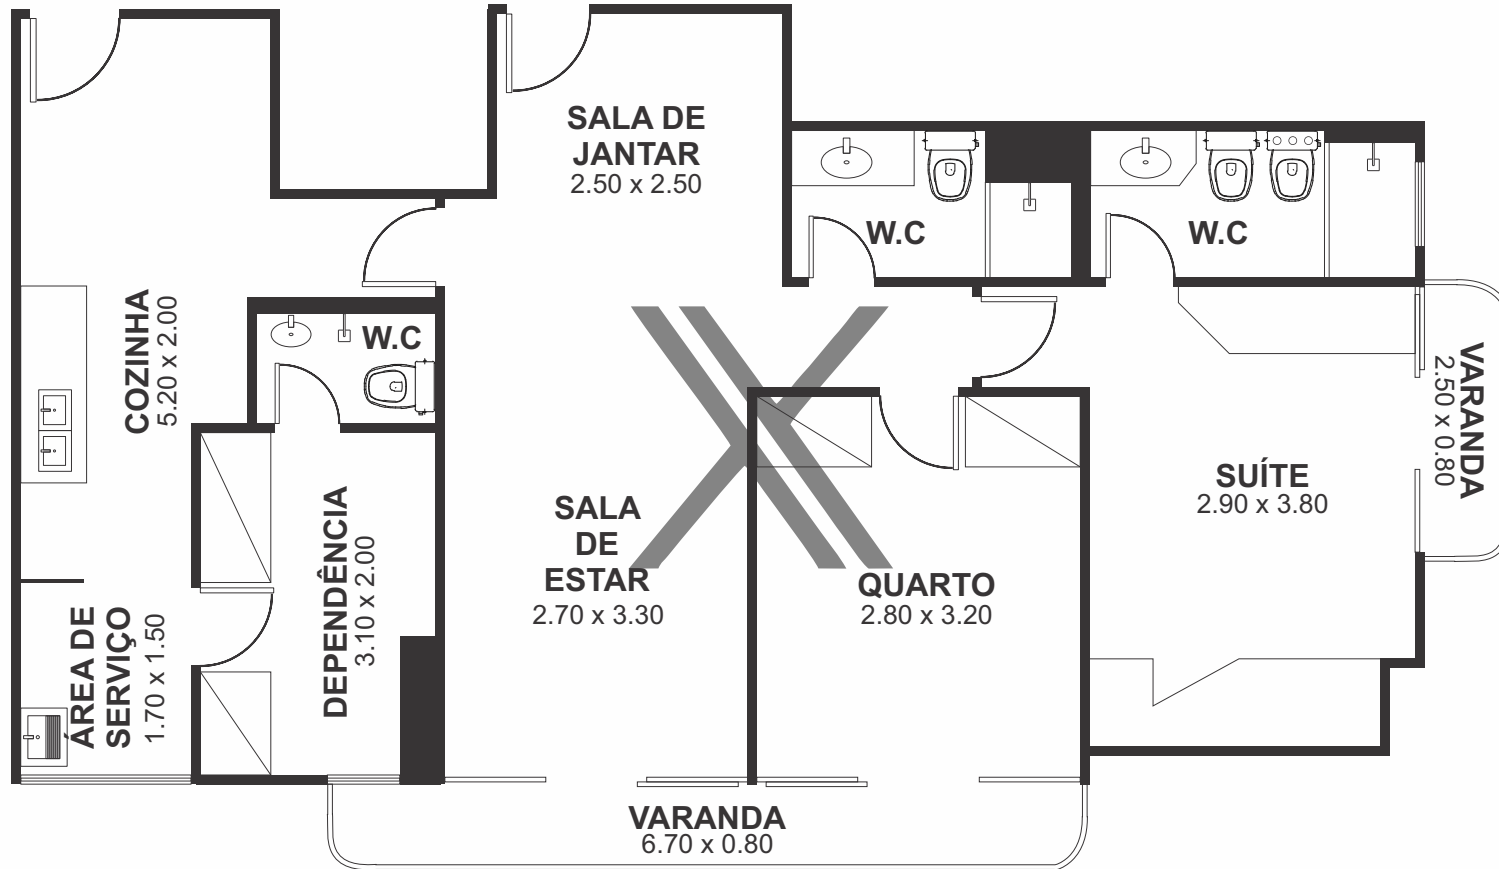 SALA DE
JANTAR
2.50 x 2.50
W.C
W.C
COZINHA
5.20 x 2.00
W.C
VARANDA
2.50 x 0.80
SUÍTE
2.90 x 3.80
DEPENDÊNCIA
3.10 x 2.00
SALA
DE
ESTAR
2.70 x 3.30
QUARTO
2.80 x 3.20
ÁREA DE
SERVIÇO
1.70 x 1.50
VARANDA
6.70 x 0.80